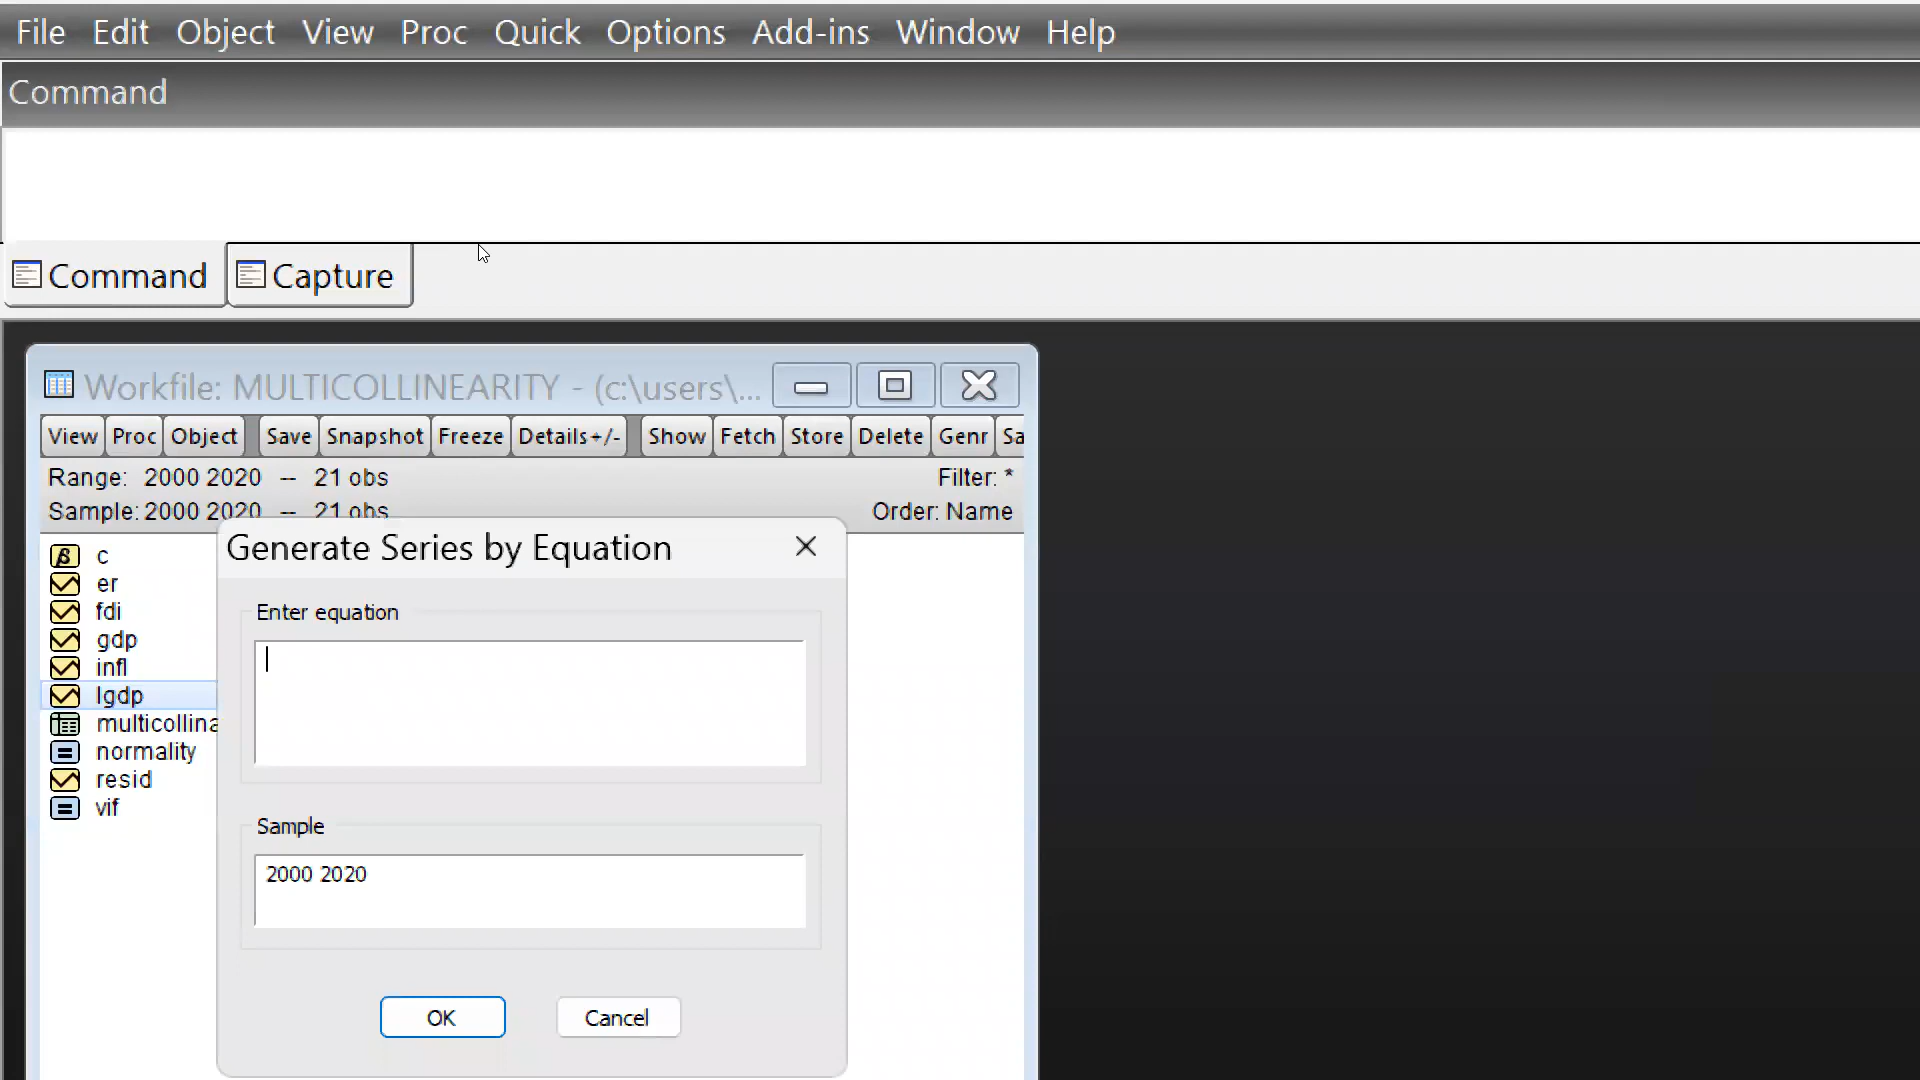 File Edit Object View Proc Quick Options Add-ins Window Help
Command
Command Capture
Workfile: MULTICOLLINEARITY - (c:\users\...
View Proc Object Save Snapshot Freeze Details+/- Show Fetch Store Delete Genr Sa
Range: 2000 2020 -- 21 obs Filter: *
Sample: 2000 2020 -- 21 obs Order: Name
Generate Series by Equation
c
er
fdi
gdp
infl
lgdp
multicollina
normality
resid
vif
Enter equation
Sample
2000 2020
OK Cancel